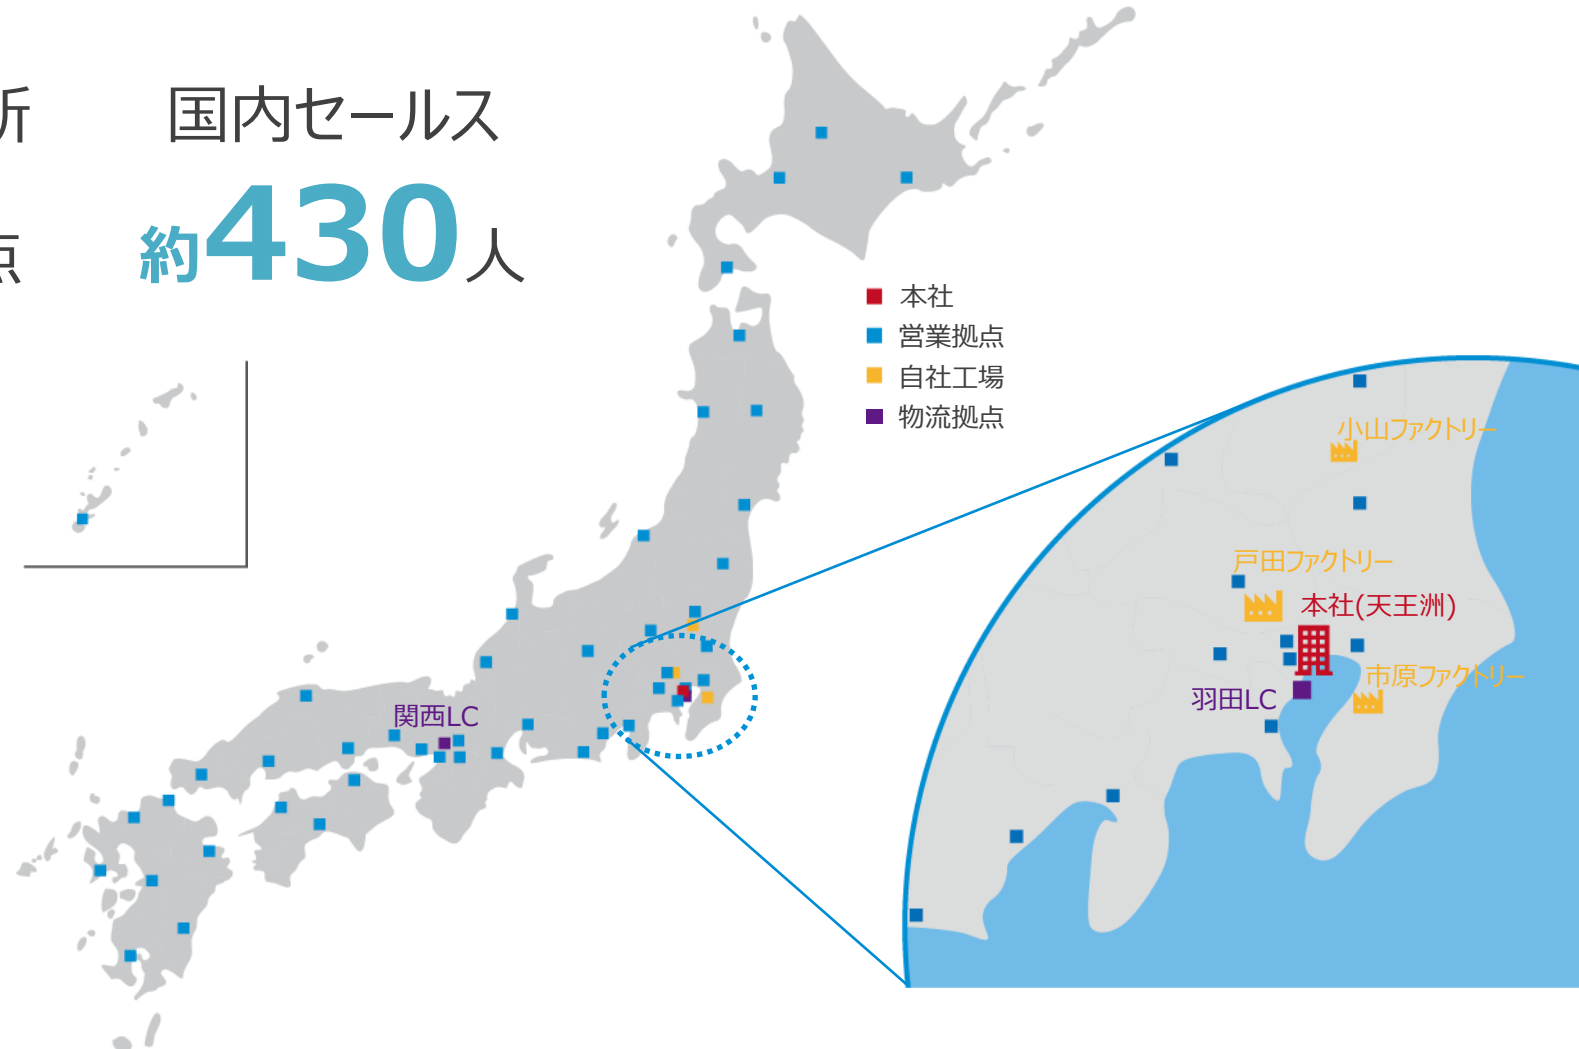 所
国内セールス
点
約430人
本社
営業拠点
自社工場
物流拠点
小山ファクトリー
戸田ファクトリー
本社(天王洲)
市原ファクトリー
羽田LC
関西LC